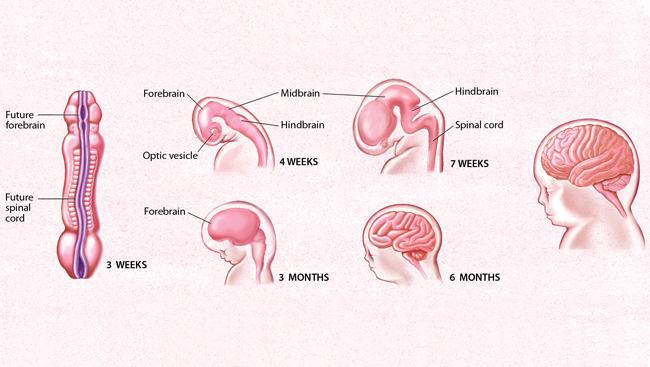 Future
forebrain
Future
spinal
cord
3 WEEKS
Forebrain
Midbrain
Hindbrain
Optic vesicle
4 WEEKS
Hindbrain
Spinal cord
7 WEEKS
Forebrain
3 MONTHS
6 MONTHS